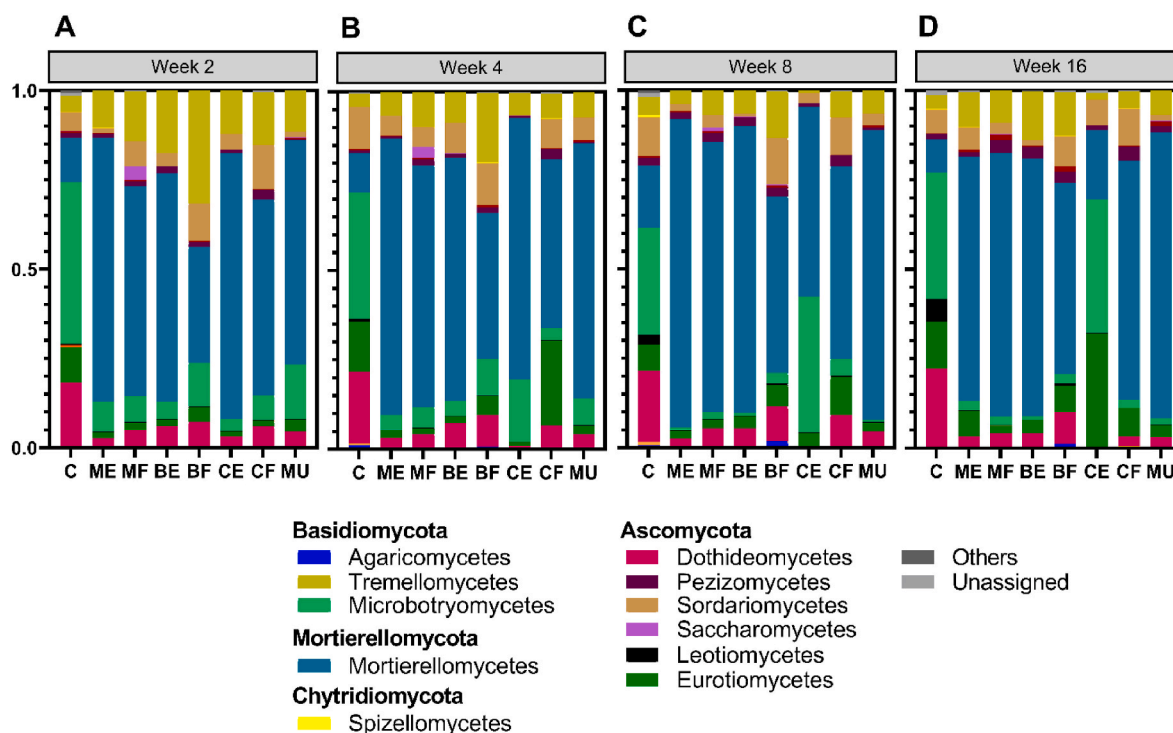 A B C D
Week 2 Week 4 Week 8 Week 16
1.0
0.5
0.0
C ME MF BE BF CE CF MU C ME MF BE BF CE CF MU C ME MF BE BF CE CF MU C ME MF BE BF CE CF MU
Basidiomycota
Agaricomycetes
Tremellomycetes
Microbotryomycetes
Mortierellomycota
Mortierellomycetes
Chytridiomycota
Spizellomycetes
Ascomycota
Dothideomycetes
Pezizomycetes
Sordariomycetes
Saccharomycetes
Leotiomycetes
Eurotiomycetes
Others
Unassigned